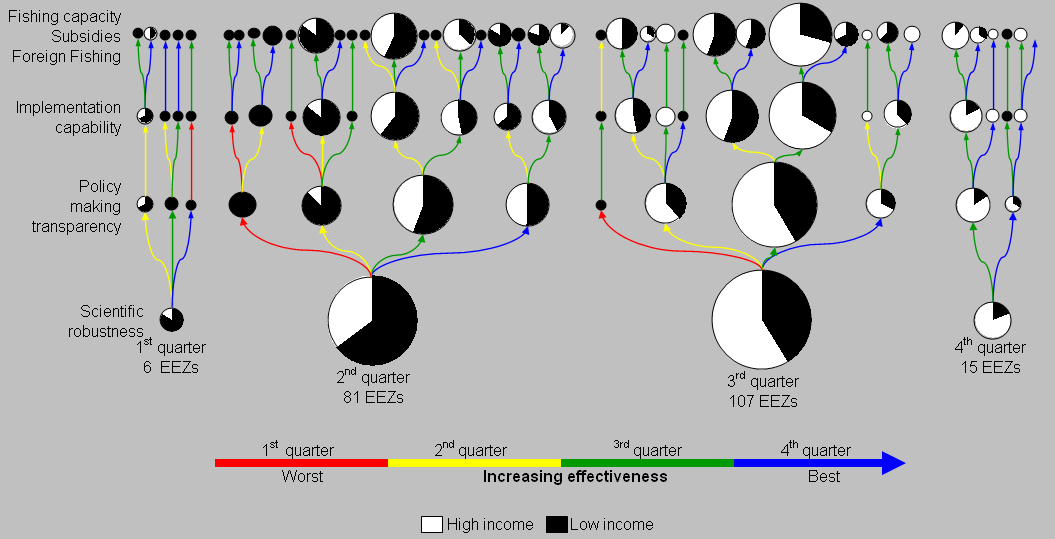 Fishing capacity
Subsidies
Foreign Fishing
Implementation
capability
Policy
making
transparency
Scientific
robustness
1st quarter
6 EEZs
2nd quarter
81 EEZs
3rd quarter
107 EEZs
4th quarter
15 EEZs
1st quarter
2nd quarter
3rd quarter
4th quarter
Worst
Increasing effectiveness
Best
High income
Low income